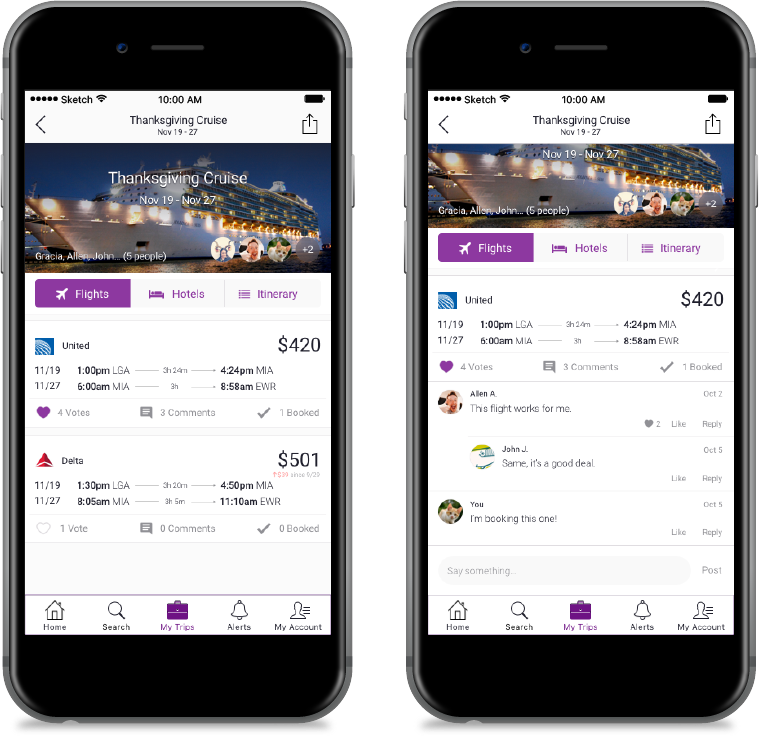 ●●●●● Sketch 10:00 AM
Thanksgiving Cruise
Nov 19 - 27
Thanksgiving Cruise
Nov 19 - Nov 27
Gracia, Allen, John... (5 people) +2
Flights Hotels Itinerary
United $420
11/19 1:00pm LGA 3h 24m 4:24pm MIA
11/27 6:00am MIA 3h 8:58am EWR
4 Votes 3 Comments 1 Booked
Delta $501
↑$39 since 9/20
11/19 1:30pm LGA 3h 20m 4:50pm MIA
11/27 8:05am MIA 3h 5m 11:10am EWR
1 Vote 0 Comments 0 Booked
Home Search My Trips Alerts My Account
●●●●● Sketch 10:00 AM
Thanksgiving Cruise
Nov 19 - 27
Nov 19 - Nov 27
Gracia, Allen, John... (5 people) +2
Flights Hotels Itinerary
United $420
11/19 1:00pm LGA 3h 24m 4:24pm MIA
11/27 6:00am MIA 3h 8:58am EWR
4 Votes 3 Comments 1 Booked
Allen A. Oct 2
This flight works for me.
2 Like Reply
John J. Oct 5
Same, it's a good deal.
Like Reply
You Oct 5
I'm booking this one!
Like Reply
Say something... Post
Home Search My Trips Alerts My Account